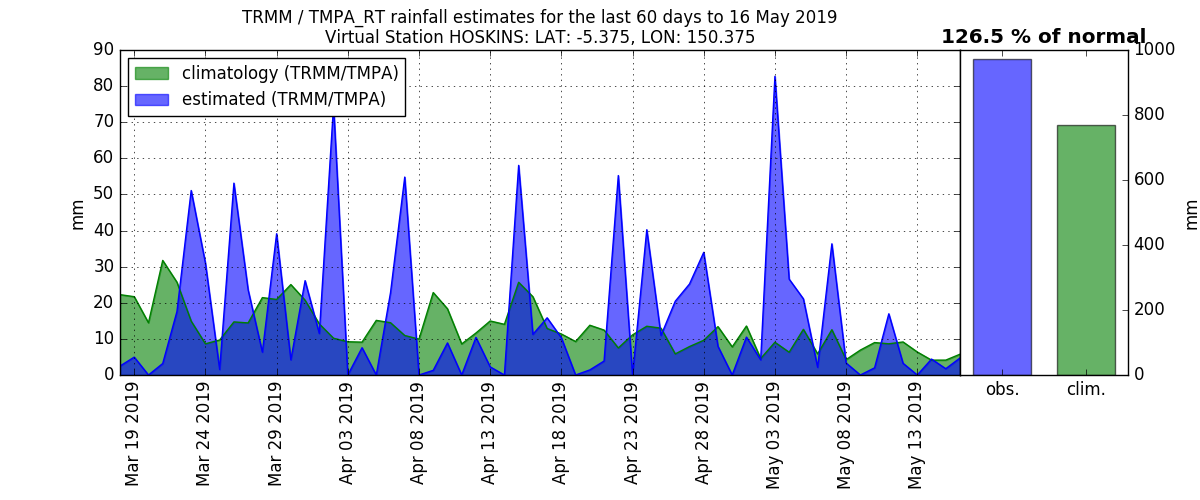 TRMM / TMPA_RT rainfall estimates for the last 60 days to 16 May 2019
Virtual Station HOSKINS: LAT: -5.375, LON: 150.375
126.5 % of normal
climatology (TRMM/TMPA)
estimated (TRMM/TMPA)
90
80
70
60
50
40
30
20
10
0
mm
Mar 19 2019
Mar 24 2019
Mar 29 2019
Apr 03 2019
Apr 08 2019
Apr 13 2019
Apr 18 2019
Apr 23 2019
Apr 28 2019
May 03 2019
May 08 2019
May 13 2019
obs.
clim.
1000
800
600
400
200
0
mm